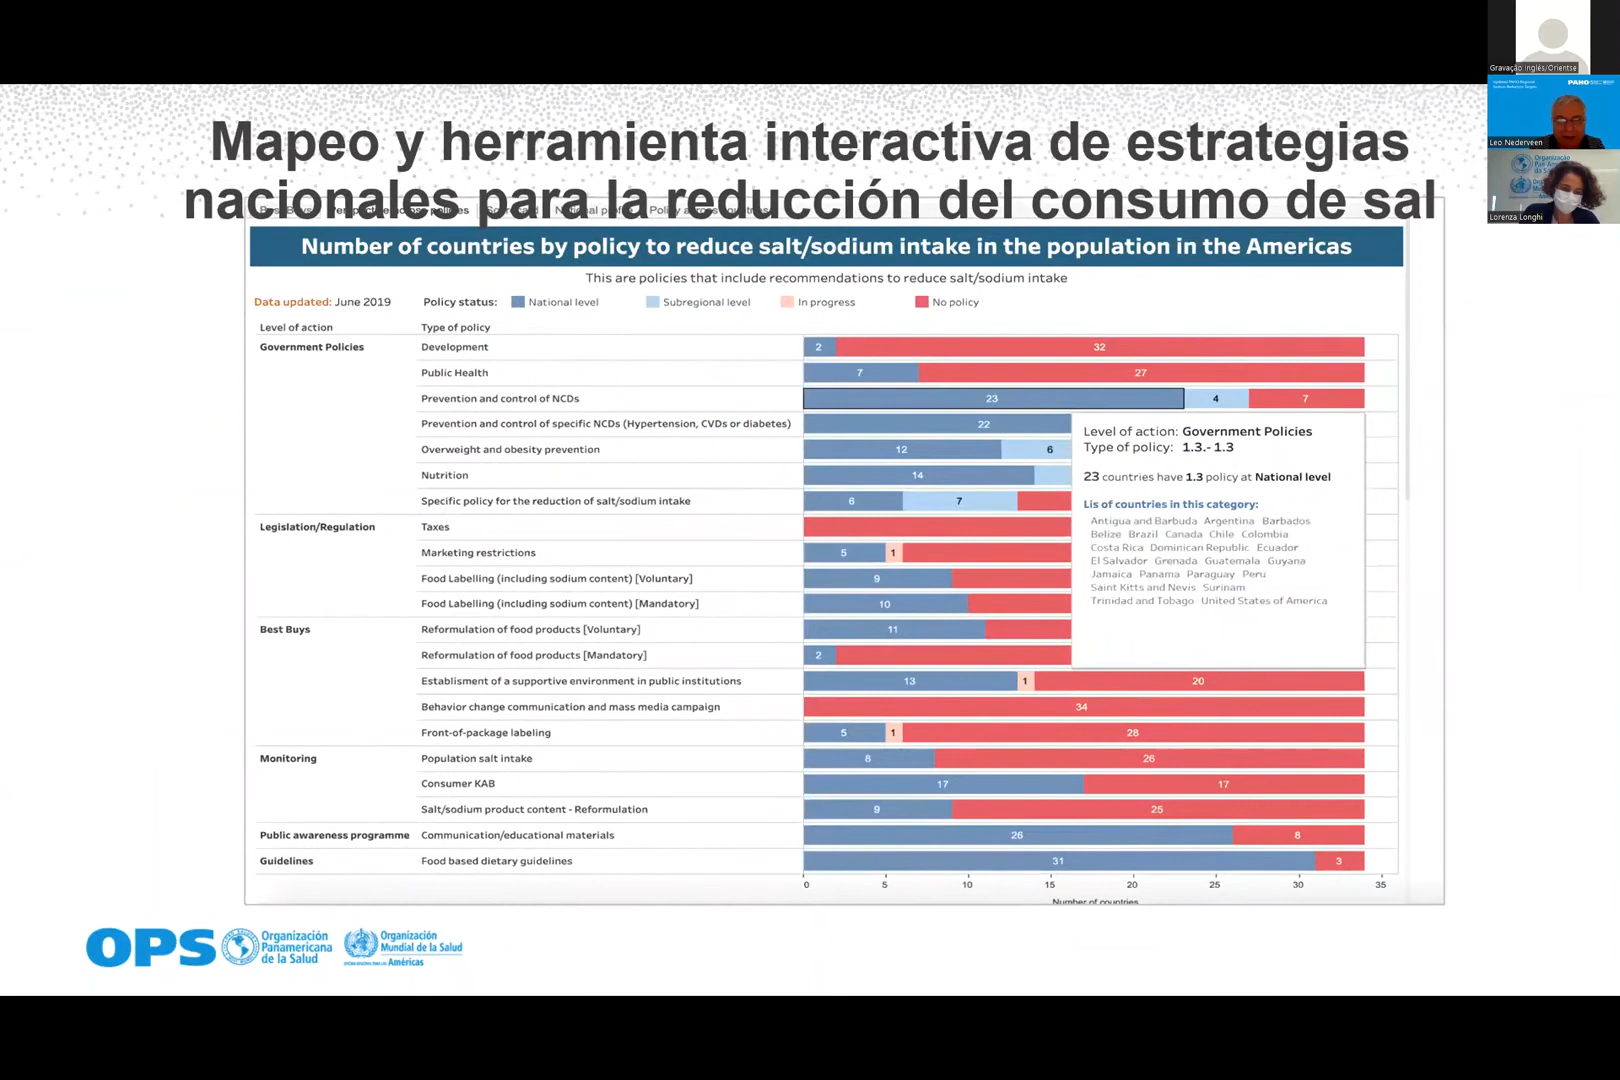 Mapeo y herramienta interactiva de estrategias
nacionales para la reducción del consumo de sal
Number of countries by policy to reduce salt/sodium intake in the population in the Americas
This are policies that include recommendations to reduce salt/sodium intake
Data updated: June 2019 Policy status: National level Subregional level In progress No policy
Level of action Type of policy
Government Policies Development 2 32
Public Health 7 27
Prevention and control of NCDs 23 4 7
Prevention and control of specific NCDs (Hypertension, CVDs or diabetes) 22
Overweight and obesity prevention 12 6
Nutrition 14
Specific policy for the reduction of salt/sodium intake 6 7
Legislation/Regulation Taxes
Marketing restrictions 5 1
Food Labelling (including sodium content) [Voluntary] 9
Food Labelling (including sodium content) [Mandatory] 10
Best Buys Reformulation of food products [Voluntary] 11
Reformulation of food products [Mandatory] 2
Establisment of a supportive environment in public institutions 13 1 20
Behavior change communication and mass media campaign 34
Front-of-package labeling 5 1 28
Monitoring Population salt intake 8 26
Consumer KAB 17 17
Salt/sodium product content - Reformulation 9 25
Public awareness programme Communication/educational materials 26 8
Guidelines Food based dietary guidelines 31 3
0 5 10 15 20 25 30 35
Number of countries
Level of action: Government Policies
Type of policy: 1.3.- 1.3
23 countries have 1.3 policy at National level
Lis of countries in this category:
Antigua and Barbuda Argentina Barbados
Belize Brazil Canada Chile Colombia
Costa Rica Dominican Republic Ecuador
El Salvador Grenada Guatemala Guyana
Jamaica Panama Paraguay Peru
Saint Kitts and Nevis Surinam
Trinidad and Tobago United States of America
OPS
Organización
Panamericana
de la Salud
Organización
Mundial de la Salud
Américas
Gravação Inglês/Orientse
PAHO
Leo Nederveen
Organización
Lorenza Longhi